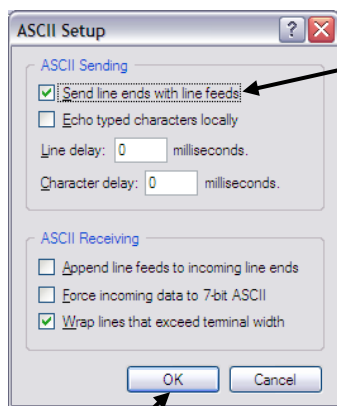 ASCII Setup
ASCII Sending
Send line ends with line feeds
Echo typed characters locally
Line delay: 0 milliseconds.
Character delay: 0 milliseconds.
ASCII Receiving
Append line feeds to incoming line ends
Force incoming data to 7-bit ASCII
Wrap lines that exceed terminal width
OK Cancel